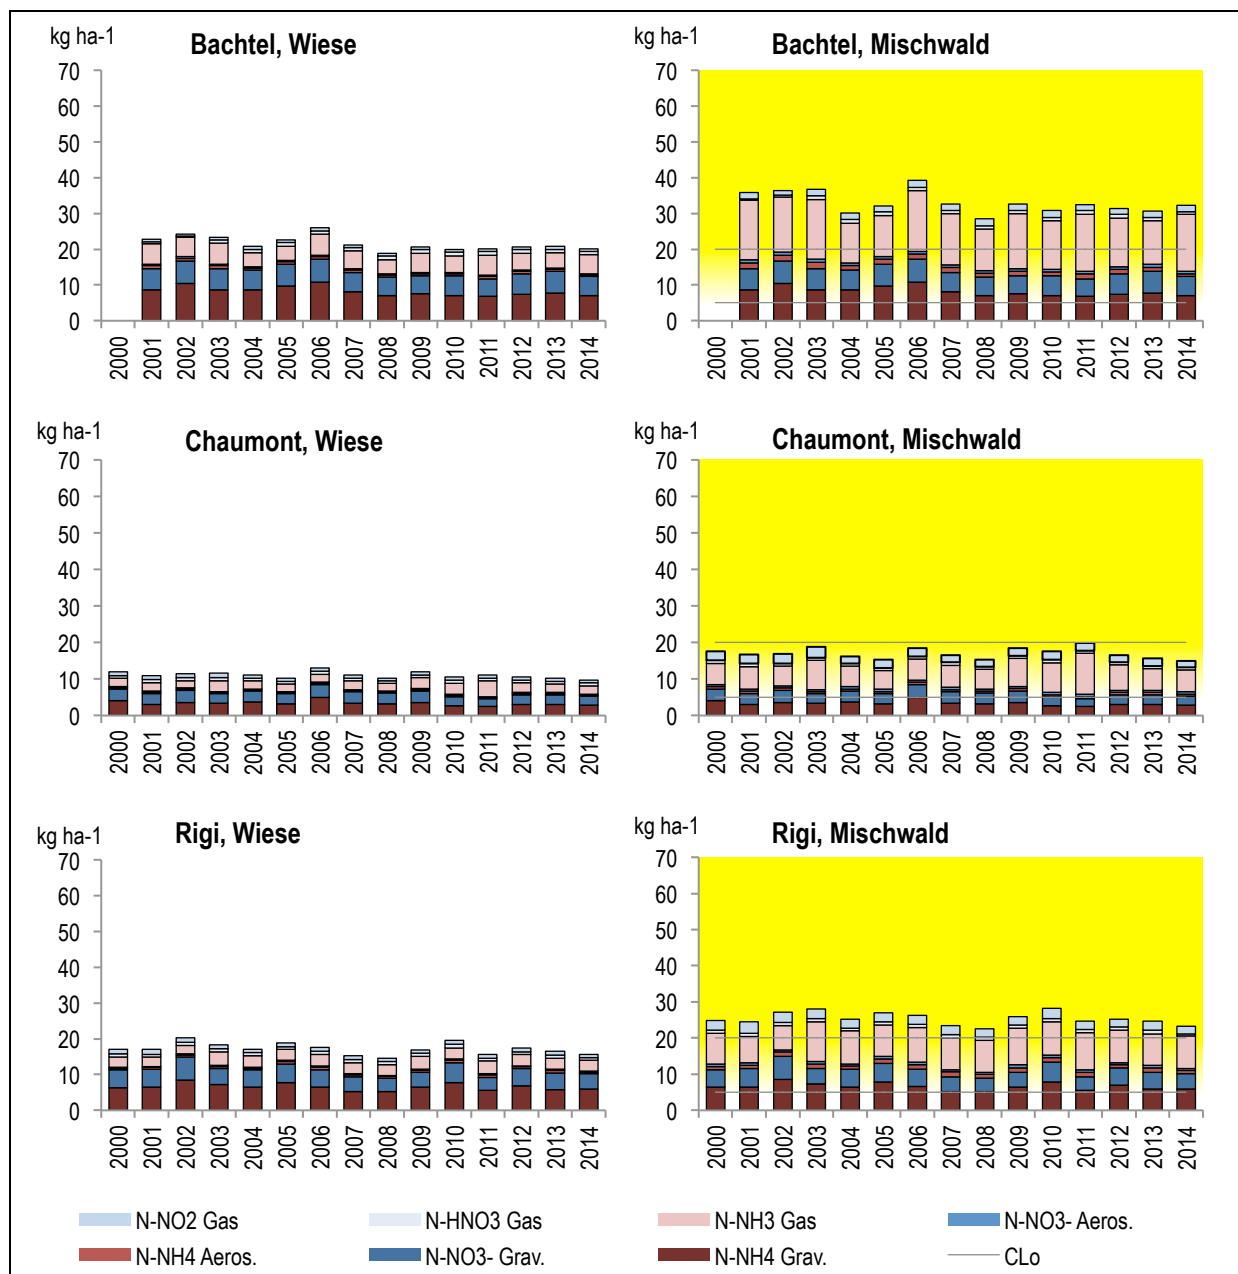 kg ha-1
Bachtel, Wiese
70
60
50
40
30
20
10
0
2000 2001 2002 2003 2004 2005 2006 2007 2008 2009 2010 2011 2012 2013 2014
kg ha-1
Bachtel, Mischwald
70
60
50
40
30
20
10
0
2000 2001 2002 2003 2004 2005 2006 2007 2008 2009 2010 2011 2012 2013 2014
kg ha-1
Chaumont, Wiese
70
60
50
40
30
20
10
0
2000 2001 2002 2003 2004 2005 2006 2007 2008 2009 2010 2011 2012 2013 2014
kg ha-1
Chaumont, Mischwald
70
60
50
40
30
20
10
0
2000 2001 2002 2003 2004 2005 2006 2007 2008 2009 2010 2011 2012 2013 2014
kg ha-1
Rigi, Wiese
70
60
50
40
30
20
10
0
2000 2001 2002 2003 2004 2005 2006 2007 2008 2009 2010 2011 2012 2013 2014
kg ha-1
Rigi, Mischwald
70
60
50
40
30
20
10
0
2000 2001 2002 2003 2004 2005 2006 2007 2008 2009 2010 2011 2012 2013 2014
N-NO2 Gas N-HNO3 Gas N-NH3 Gas N-NO3- Aeros.
N-NH4 Aeros. N-NO3- Grav. N-NH4 Grav. CLo